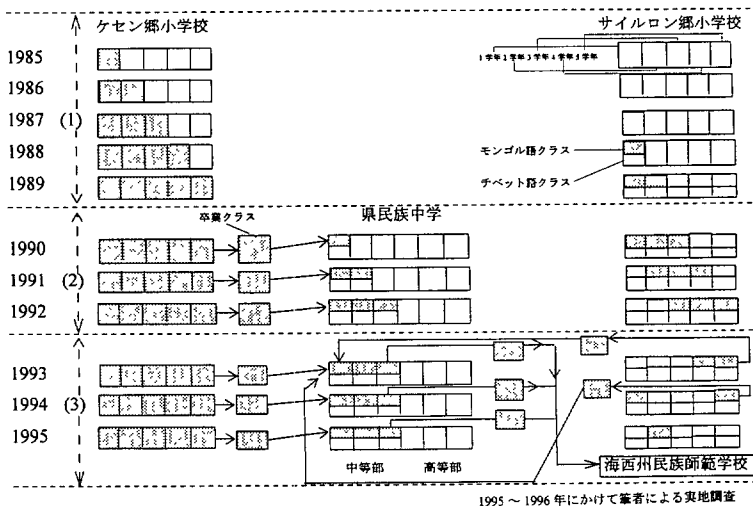 ケセン郷小学校
サイルロン郷小学校
1985
1学年2学年3学年4学年5学年
1986
1987
(1)
1988
モンゴル語クラス
チベット語クラス
1989
卒業クラス
県民族中学
1990
1991
(2)
1992
1993
1994
(3)
1995
中等部
高等部
海西州民族師範学校
1995～1996年にかけて筆者による実地調査